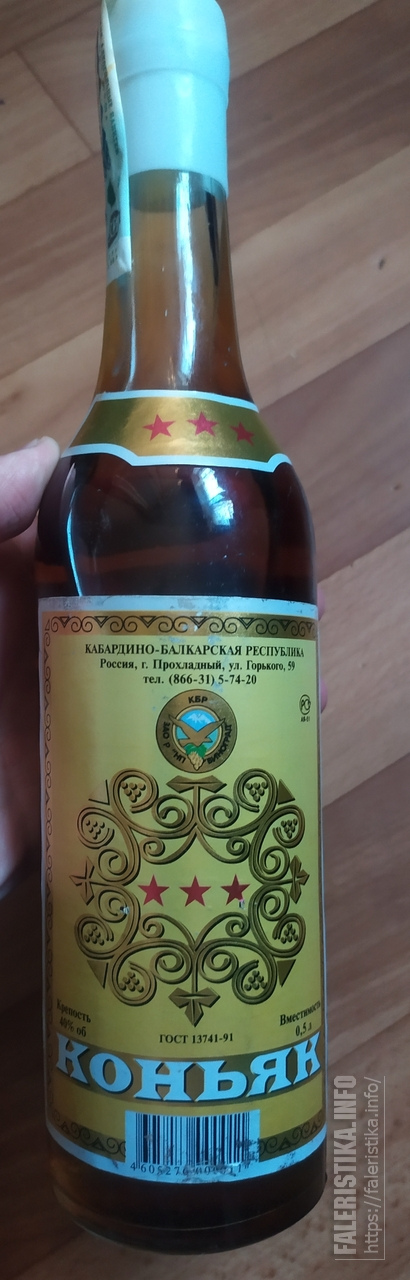 КАБАРДИНО-БАЛКАРСКАЯ РЕСПУБЛИКА
Россия, г. Прохладный, ул. Горького, 59
тел. (866-31) 5-74-20
КБР
РСТ
Крепость
40% об
Вместимость
0,5 л
ГОСТ 13741-91
КОНЬЯК
FALERISTIKA.INFO
https://faleristika.info/